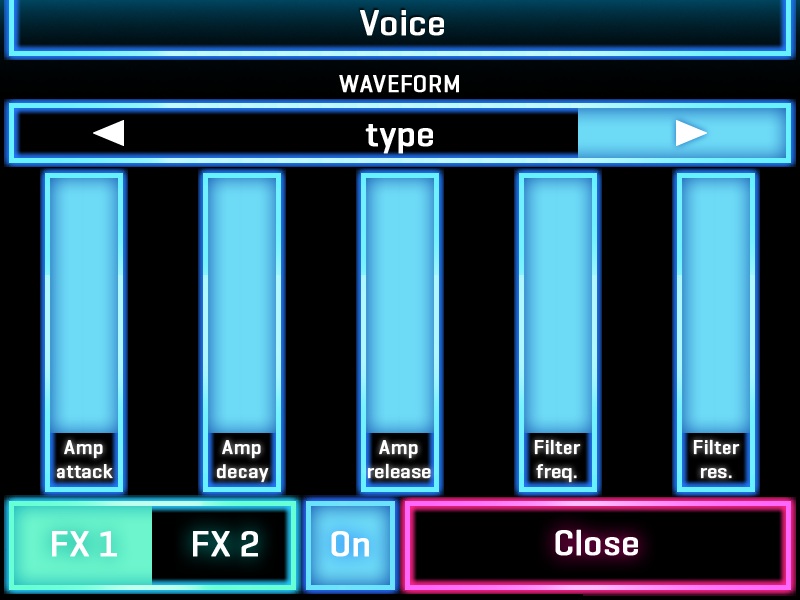 Voice
WAVEFORM
type
Amp
attack
Amp
decay
Amp
release
Filter
freq.
Filter
res.
FX 1
FX 2
On
Close